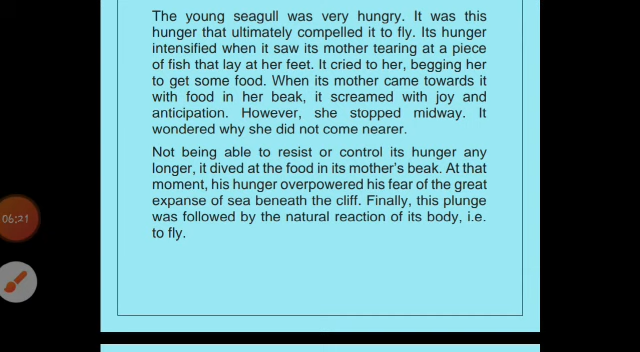 The young seagull was very hungry. It was this
hunger that ultimately compelled it to fly. Its hunger
intensified when it saw its mother tearing at a piece
of fish that lay at her feet. It cried to her, begging her
to get some food. When its mother came towards it
with food in her beak, it screamed with joy and
anticipation. However, she stopped midway. It
wondered why she did not come nearer.
Not being able to resist or control its hunger any
longer, it dived at the food in its mother's beak. At that
moment, his hunger overpowered his fear of the great
expanse of sea beneath the cliff. Finally, this plunge
was followed by the natural reaction of its body, i.e.
to fly.
06:21